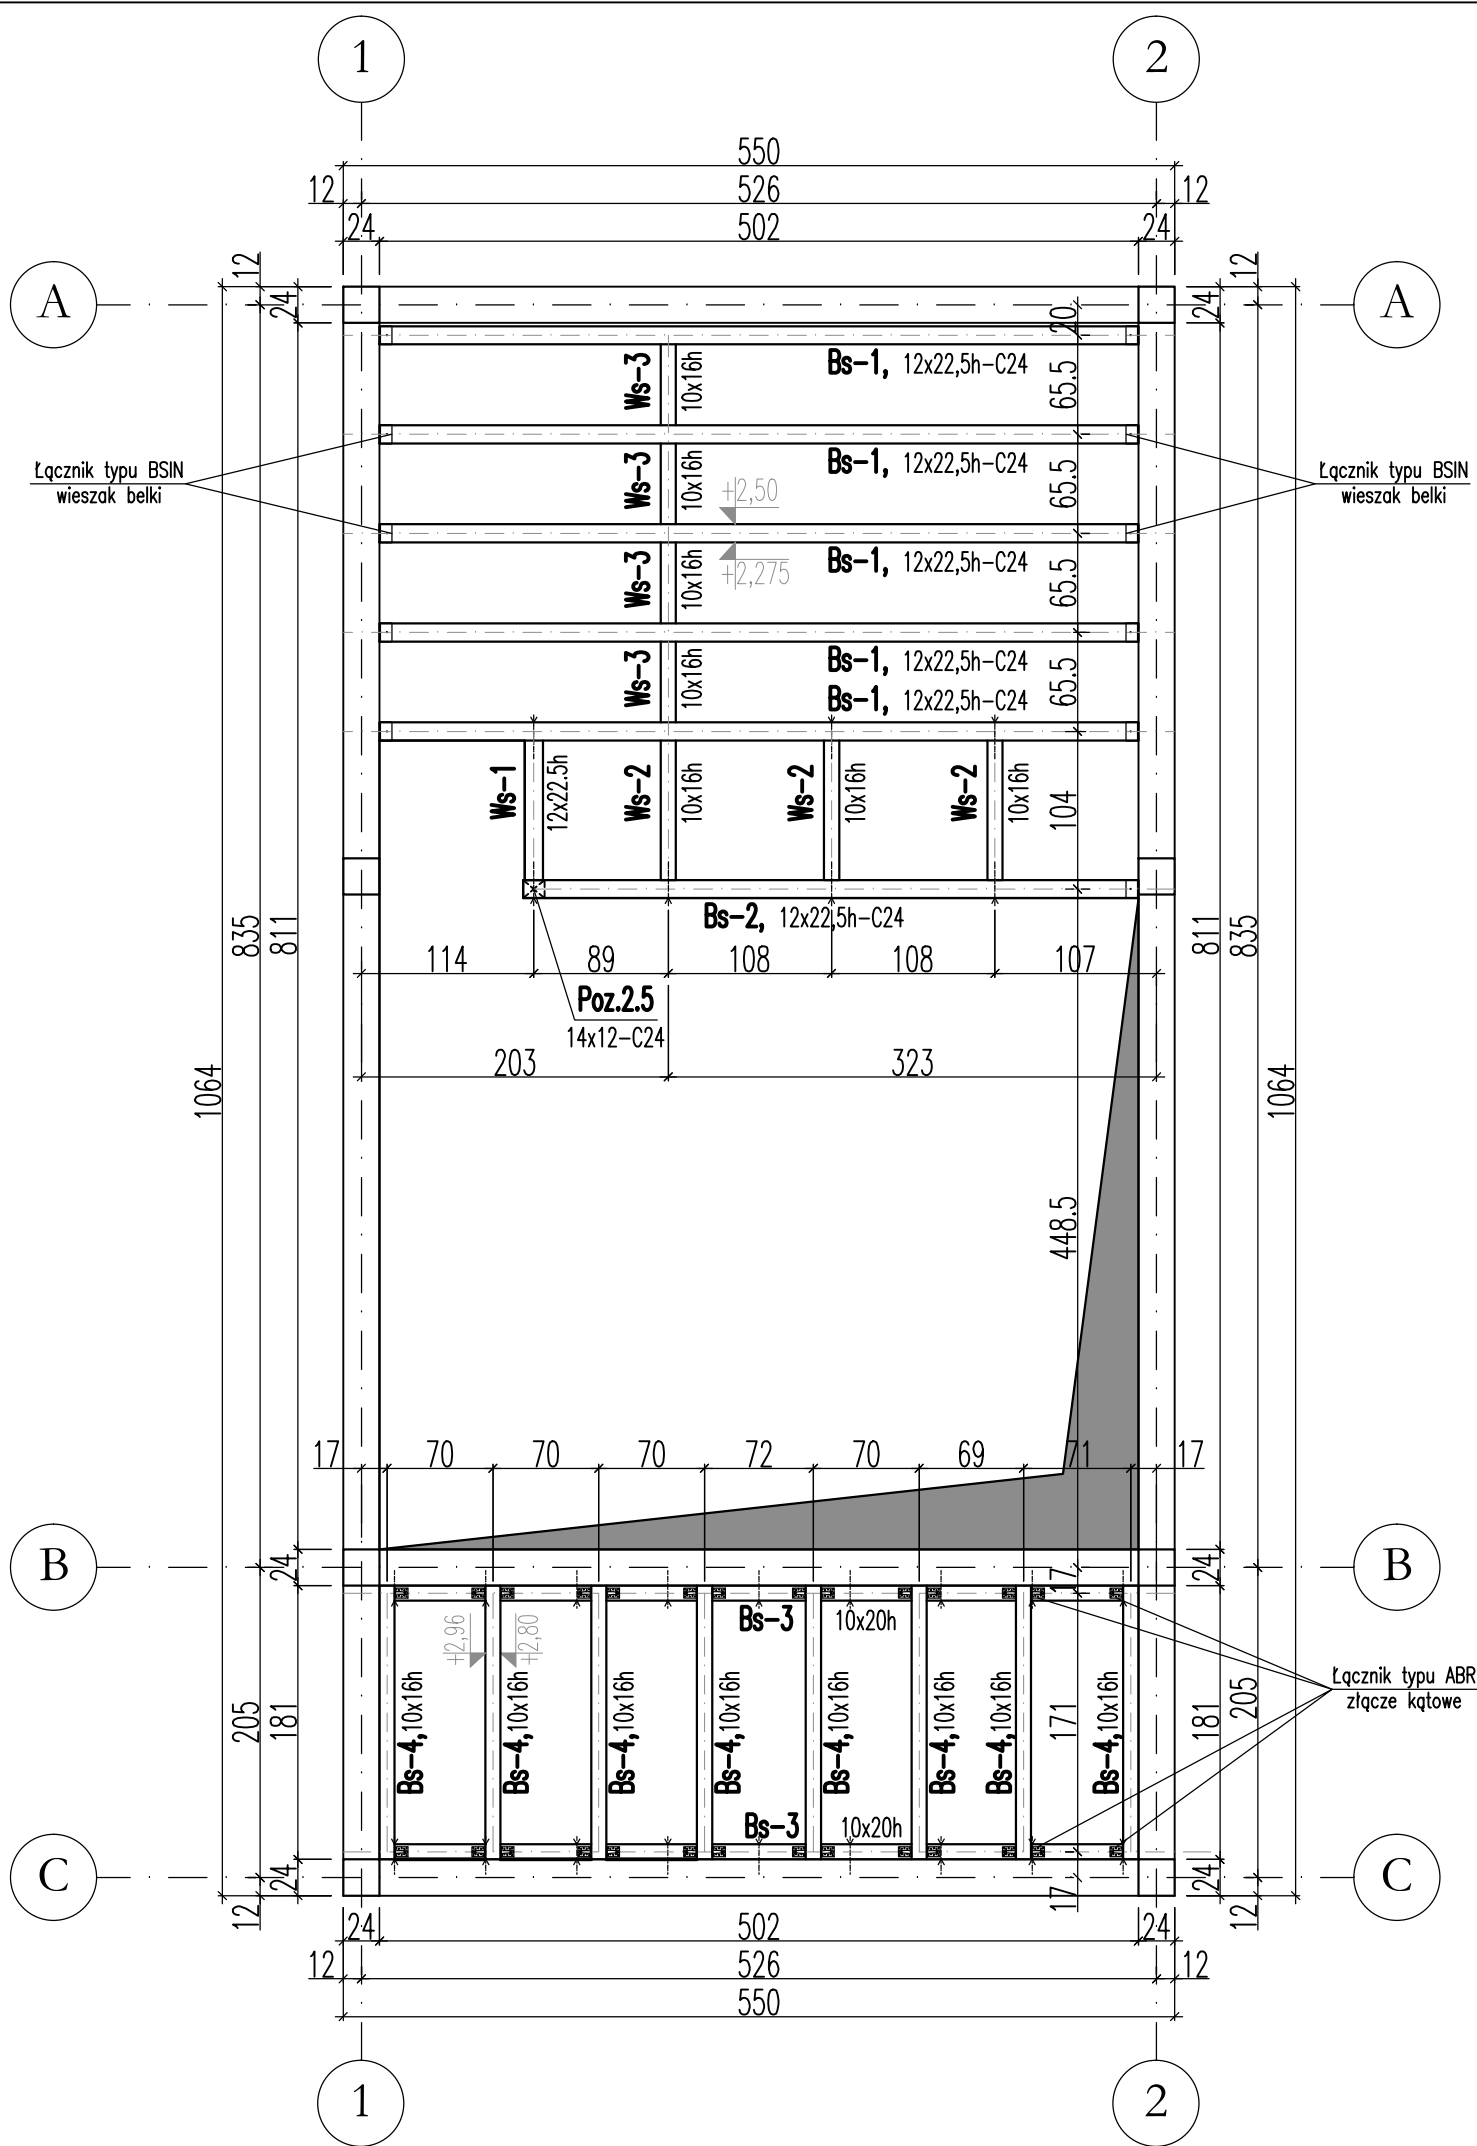 1
2
550
12
526
12
24
502
24
12
24
12
24
A
A
20
Bs-1, 12x22,5h-C24
Ws-3
10x16h
65.5
Bs-1, 12x22,5h-C24
Ws-3
10x16h
65.5
+2,50
Łącznik typu BSIN
wieszak belki
Łącznik typu BSIN
wieszak belki
+2,275
Bs-1, 12x22,5h-C24
Ws-3
10x16h
65.5
Bs-1, 12x22,5h-C24
Ws-3
10x16h
65.5
Bs-1, 12x22,5h-C24
Ws-1
12x22.5h
Ws-2
10x16h
Ws-2
10x16h
Ws-2
10x16h
104
Bs-2, 12x22,5h-C24
835
811
811
835
114
89
108
108
107
Poz.2.5
14x12-C24
203
323
1064
1064
448.5
17
70
70
70
72
70
69
71
17
B
24
17
24
B
Bs-3
10x20h
+2,96
+2,80
Bs-4,10x16h
Bs-4,10x16h
Bs-4,10x16h
Bs-4,10x16h
Bs-4,10x16h
Bs-4,10x16h
Bs-4,10x16h
Bs-4,10x16h
205
181
171
181
205
Łącznik typu ABR
złącze kątowe
Bs-3
10x20h
C
24
12
17
24
12
C
24
502
24
12
526
12
550
1
2